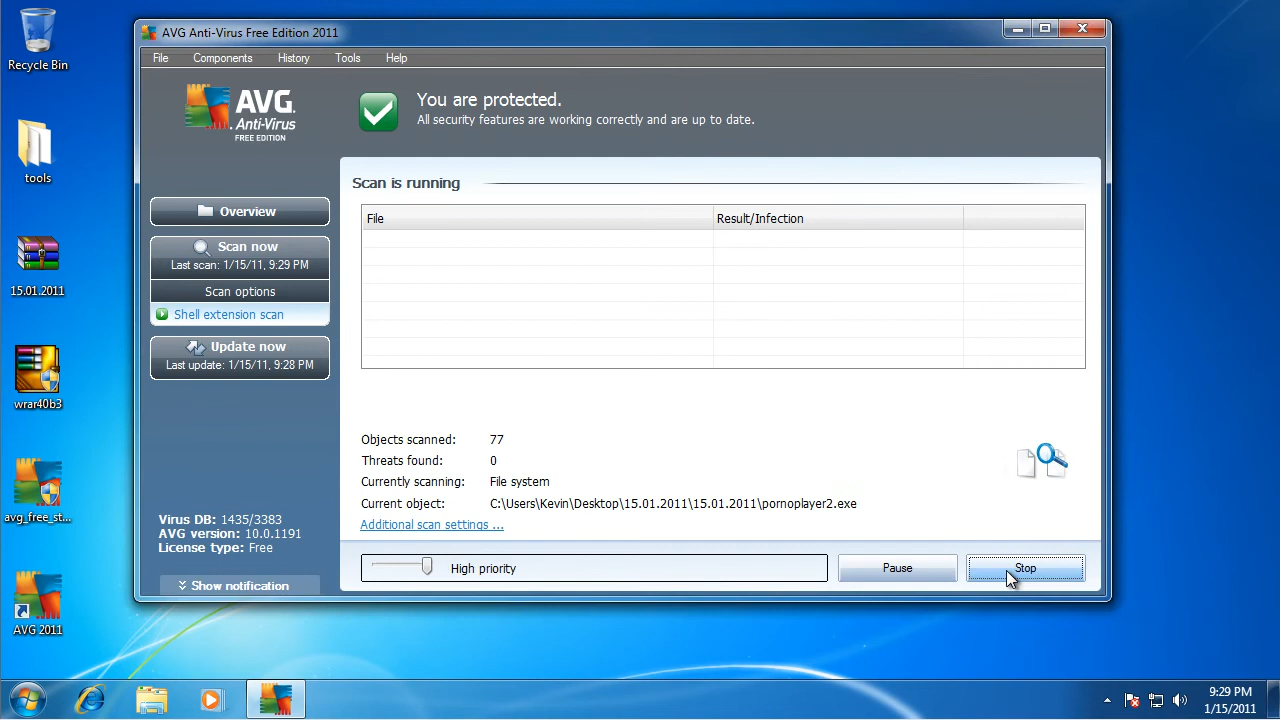 Recycle Bin
tools
15.01.2011
wrar40b3
avg_free_st...
AVG 2011
AVG Anti-Virus Free Edition 2011
File Components History Tools Help
AVG.
Anti-Virus
FREE EDITION
You are protected.
All security features are working correctly and are up to date.
Overview
Scan now
Last scan: 1/15/11, 9:29 PM
Scan options
Shell extension scan
Update now
Last update: 1/15/11, 9:28 PM
Scan is running
File Result/Infection
Objects scanned: 77
Threats found: 0
Currently scanning: File system
Current object: C:\Users\Kevin\Desktop\15.01.2011\15.01.2011\pornoplayer2.exe
Additional scan settings ...
Virus DB: 1435/3383
AVG version: 10.0.1191
License type: Free
Show notification
High priority
Pause
Stop
9:29 PM
1/15/2011